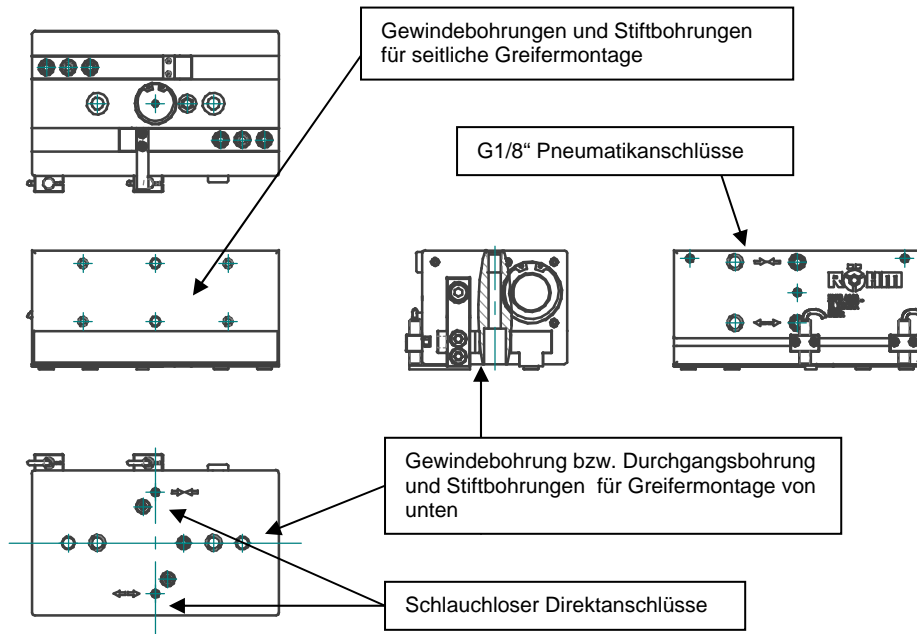 Gewindebohrungen und Stiftbohrungen
für seitliche Greifermontage
G1/8“ Pneumatikanschlüsse
RÖHM
Gewindebohrung bzw. Durchgangsbohrung
und Stiftbohrungen für Greifermontage von
unten
Schlauchloser Direktanschlüsse